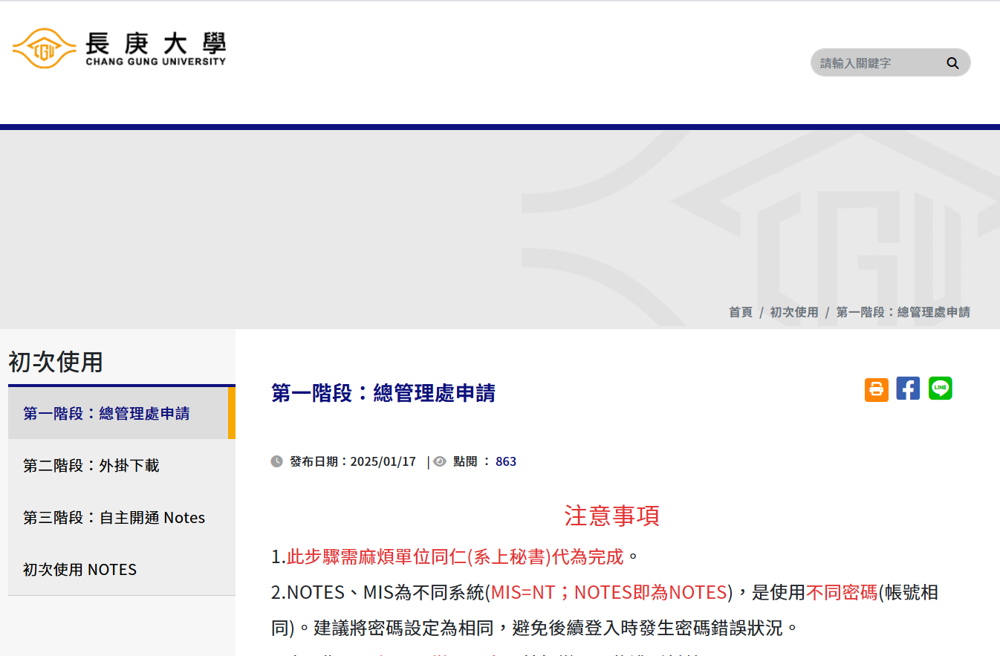 長庚大學
CHANG GUNG UNIVERSITY
請輸入關鍵字
首頁 / 初次使用 / 第一階段：總管理處申請
初次使用
第一階段：總管理處申請
第二階段：外掛下載
第三階段：自主開通 Notes
初次使用 NOTES
第一階段：總管理處申請
LINE
發布日期：2025/01/17 | 點閱 ： 863
注意事項
1.此步驟需麻煩單位同仁(系上秘書)代為完成。
2.NOTES、MIS為不同系統(MIS=NT；NOTES即為NOTES)，是使用不同密碼(帳號相
同)。建議將密碼設定為相同，避免後續登入時發生密碼錯誤狀況。